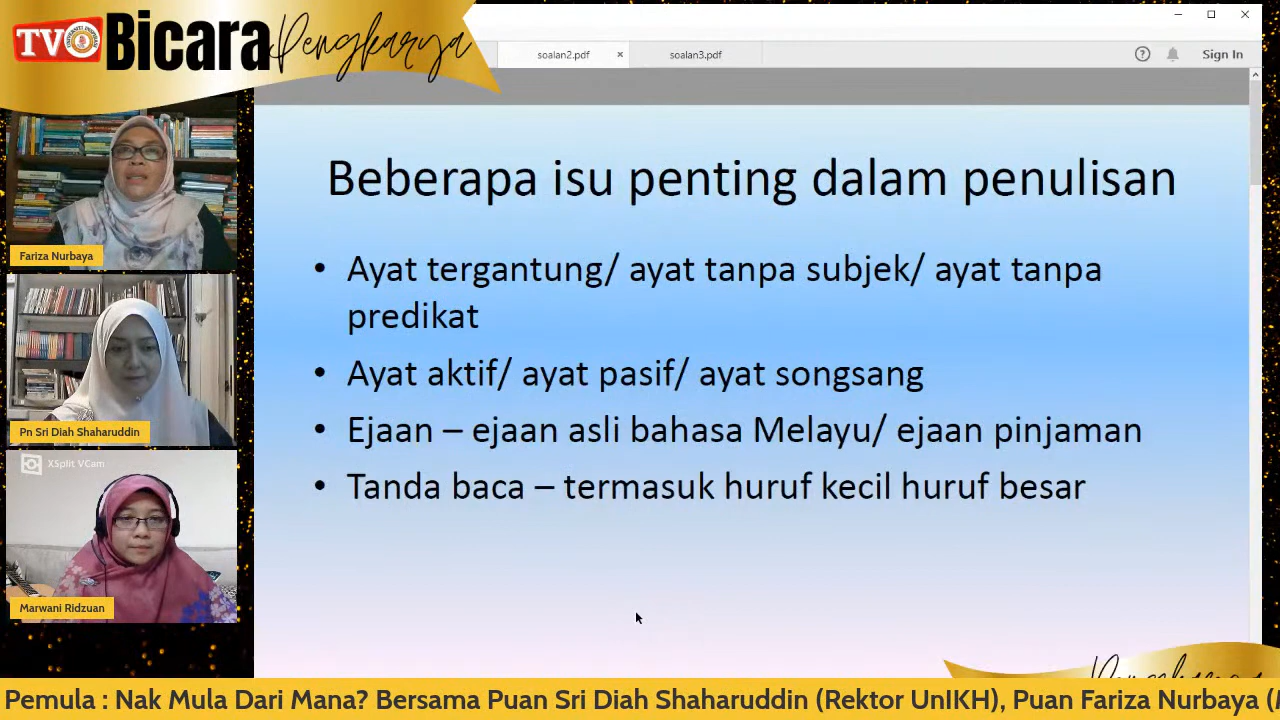 TVO Bicara Pengkarya
soalan2.pdf
soalan3.pdf
Sign In
Fariza Nurbaya
Pn Sri Diah Shaharuddin
XSplit VCam
Marwani Ridzuan
Beberapa isu penting dalam penulisan
• Ayat tergantung/ ayat tanpa subjek/ ayat tanpa
predikat
• Ayat aktif/ ayat pasif/ ayat songsang
• Ejaan – ejaan asli bahasa Melayu/ ejaan pinjaman
• Tanda baca – termasuk huruf kecil huruf besar
Pemula : Nak Mula Dari Mana? Bersama Puan Sri Diah Shaharuddin (Rektor UnIKH), Puan Fariza Nurbaya (